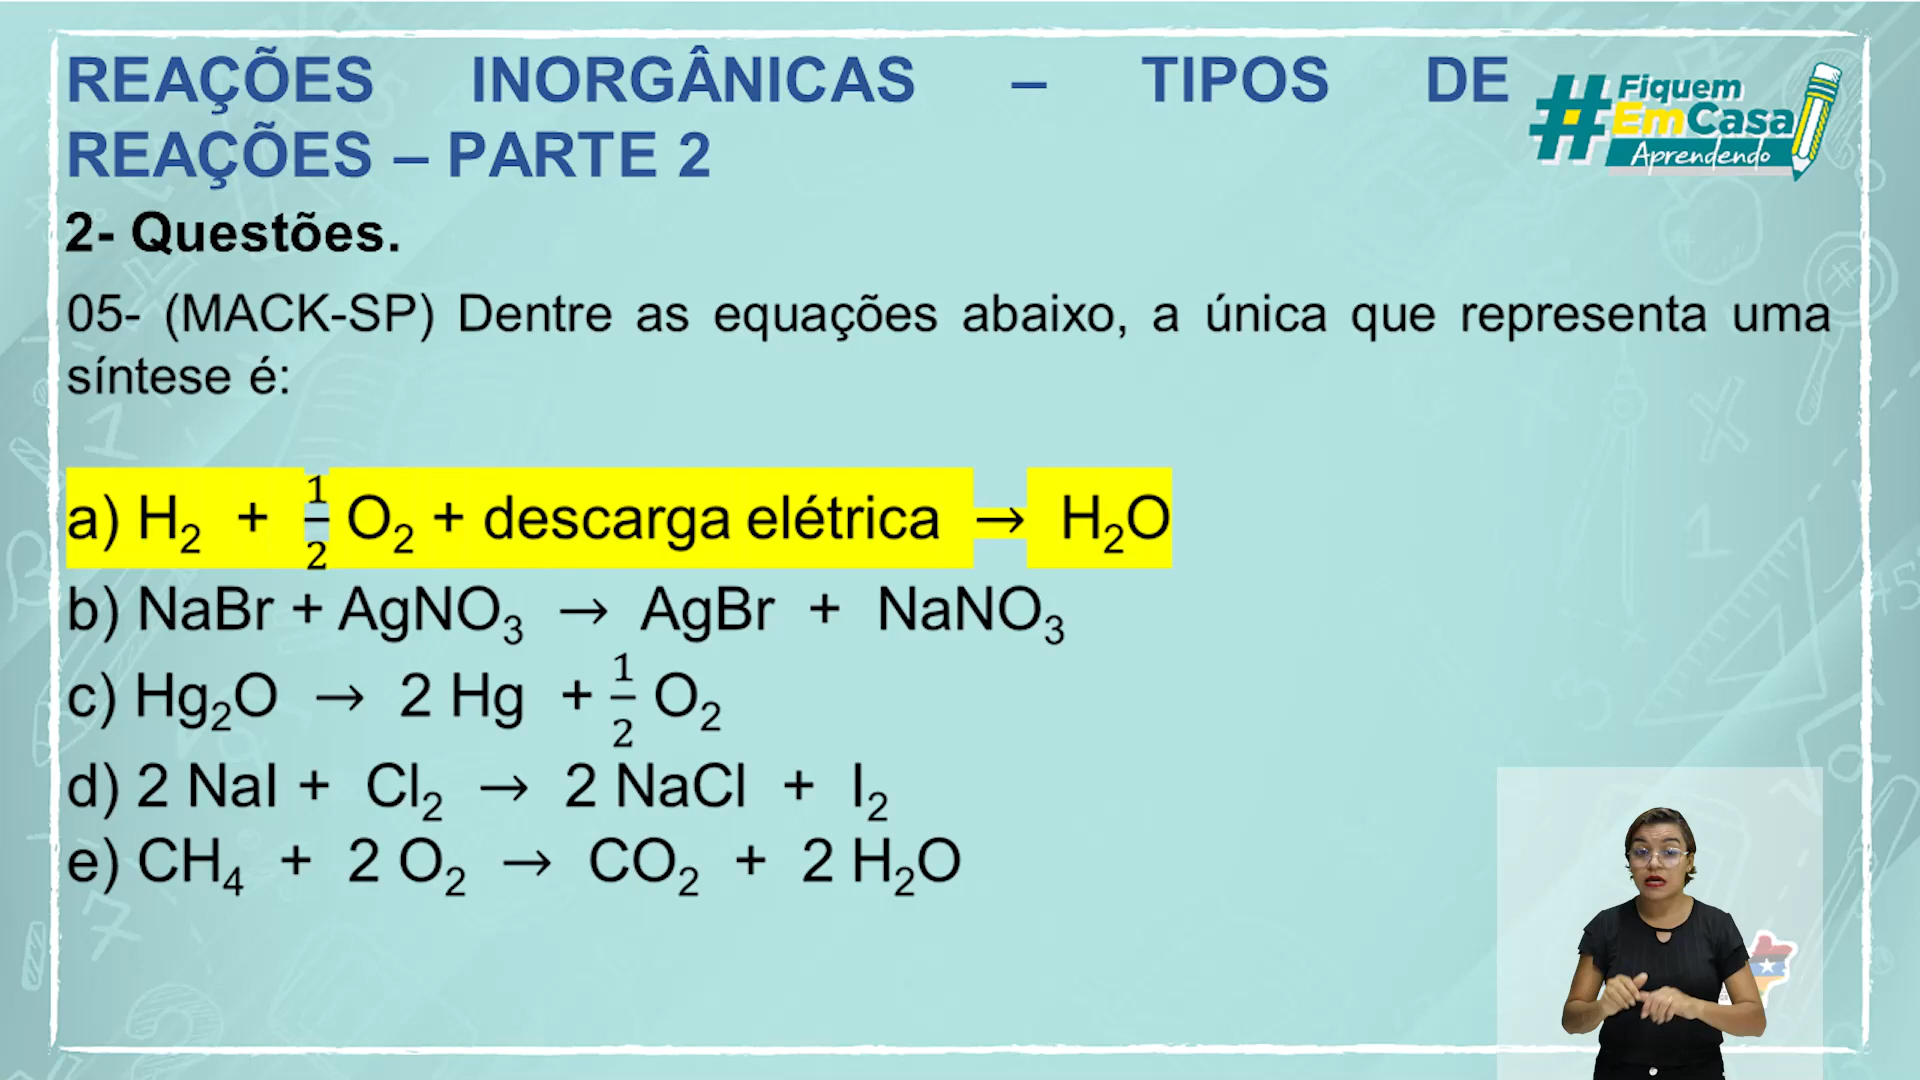 REAÇÕES INORGÂNICAS – TIPOS DE
REAÇÕES – PARTE 2
#Fiquem
EmCasa
Aprendendo
2- Questões.
05- (MACK-SP) Dentre as equações abaixo, a única que representa uma
síntese é:
a) H₂ + 1/2 O₂ + descarga elétrica → H₂O
b) NaBr + AgNO₃ → AgBr + NaNO₃
c) Hg₂O → 2 Hg + 1/2 O₂
d) 2 NaI + Cl₂ → 2 NaCl + I₂
e) CH₄ + 2 O₂ → CO₂ + 2 H₂O